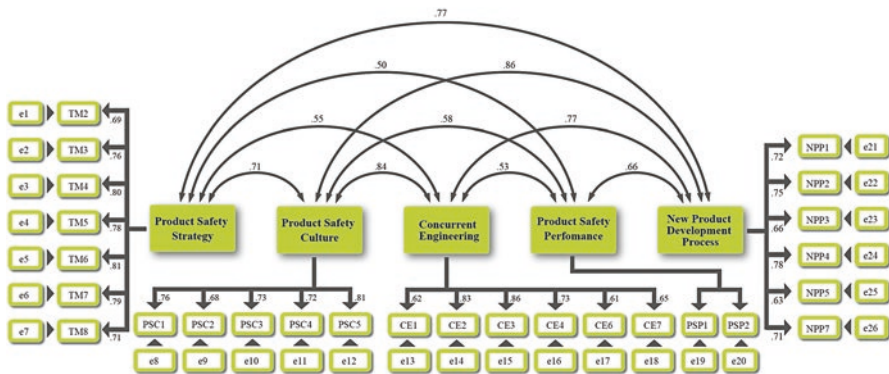 .77
.50
.86
.55
.58
.77
.71
.84
.53
.66
e1 TM2
.69
e2 TM3
.76
e3 TM4
.80
e4 TM5
.78
e5 TM6
.81
e6 TM7
.79
e7 TM8
.71
Product Safety
Strategy
Product Safety
Culture
Concurrent
Engineering
Product Safety
Perfomance
New Product
Development
Process
.72
NPP1 e21
.75
NPP2 e22
.66
NPP3 e23
.78
NPP4 e24
.63
NPP5 e25
.71
NPP7 e26
.76 .68 .73 .72 .81
PSC1 PSC2 PSC3 PSC4 PSC5
e8 e9 e10 e11 e12
.62 .83 .86 .73 .61 .65
CE1 CE2 CE3 CE4 CE6 CE7
e13 e14 e15 e16 e17 e18
PSP1 PSP2
e19 e20